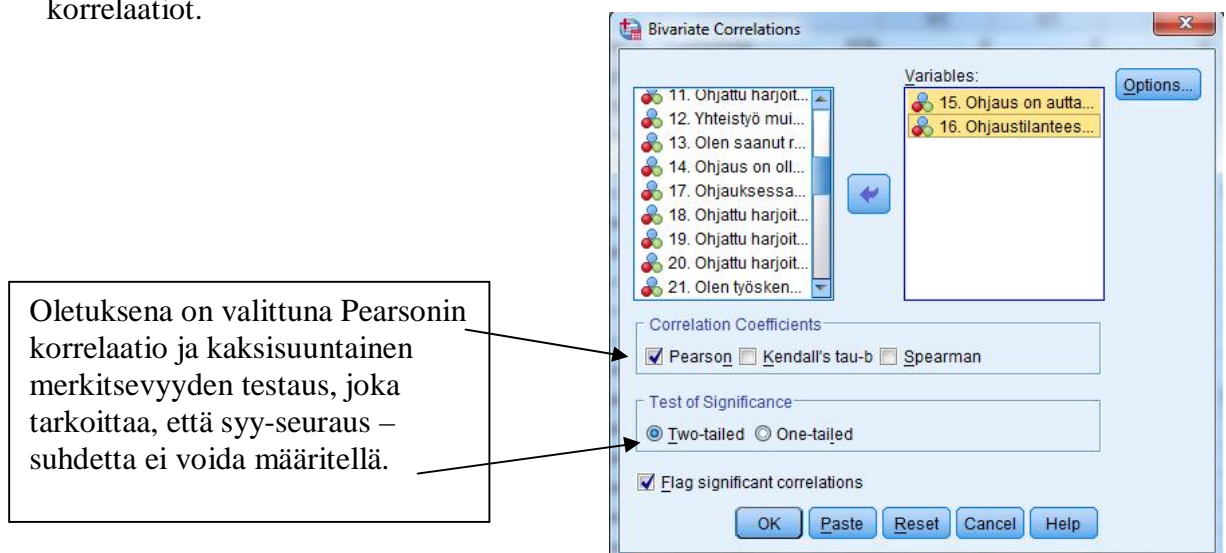 korrelaatiot.
Bivariate Correlations
Variables:
Options...
11. Ohjattu harjoit...
12. Yhteistyö mui...
13. Olen saanut r...
14. Ohjaus on oll...
17. Ohjauksessa...
18. Ohjattu harjoit...
19. Ohjattu harjoit...
20. Ohjattu harjoit...
21. Olen työsken...
15. Ohjaus on autta...
16. Ohjaustilantees...
Oletuksena on valittuna Pearsonin
korrelaatio ja kaksisuuntainen
merkitsevyyden testaus, joka
tarkoittaa, että syy-seuraus –
suhdetta ei voida määritellä.
Correlation Coefficients
Pearson Kendall's tau-b Spearman
Test of Significance
Two-tailed One-tailed
Flag significant correlations
OK Paste Reset Cancel Help